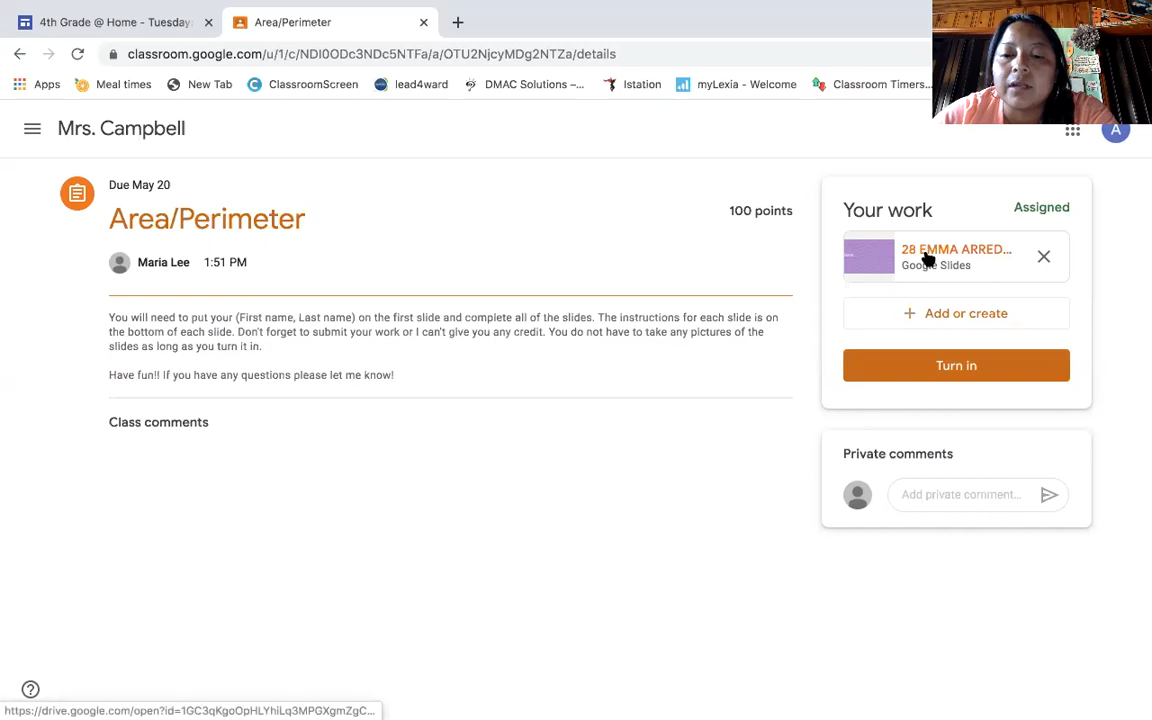 4th Grade @ Home - Tuesday,
Area/Perimeter
classroom.google.com/u/1/c/NDI0ODc3NDc5NTFa/a/OTU2NjcyMDg2NTZa/details
Apps
Meal times
New Tab
ClassroomScreen
lead4ward
DMAC Solutions –...
Istation
myLexia - Welcome
Classroom Timers...
Mrs. Campbell
A
Due May 20
Area/Perimeter
100 points
Maria Lee 1:51 PM
You will need to put your (First name, Last name) on the first slide and complete all of the slides. The instructions for each slide is on
the bottom of each slide. Don't forget to submit your work or I can't give you any credit. You do not have to take any pictures of the
slides as long as you turn it in.
Have fun!! If you have any questions please let me know!
Class comments
Your work
Assigned
28 EMMA ARRED...
Google Slides
+ Add or create
Turn in
Private comments
Add private comment...
https://drive.google.com/open?id=1GC3qKgoOpHLYhiLq3MPGXgmZgC...